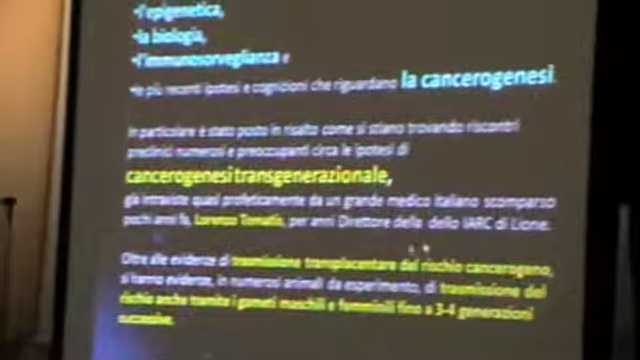 •l'epigenetica,
•la biologia,
•l'immunosorveglianza e
•le più recenti ipotesi e cognizioni che riguardano la cancerogenesi
In particolare è stato posto in risalto come si stiano trovando riscontri
preclinici numerosi e preoccupanti circa le ipotesi di
cancerogenesi transgenerazionale,
già intraviste quasi profeticamente da un grande medico italiano scomparso
pochi anni fa, Lorenzo Tomatis, per anni Direttore della dello IARC di Lione.
Oltre alle evidenze di trasmissione transplacentare del rischio cancerogeno,
si hanno evidenze, in numerosi animali da esperimento, di trasmissione del
rischio anche tramite i gameti maschili e femminili fino a 3-4 generazioni
successive.